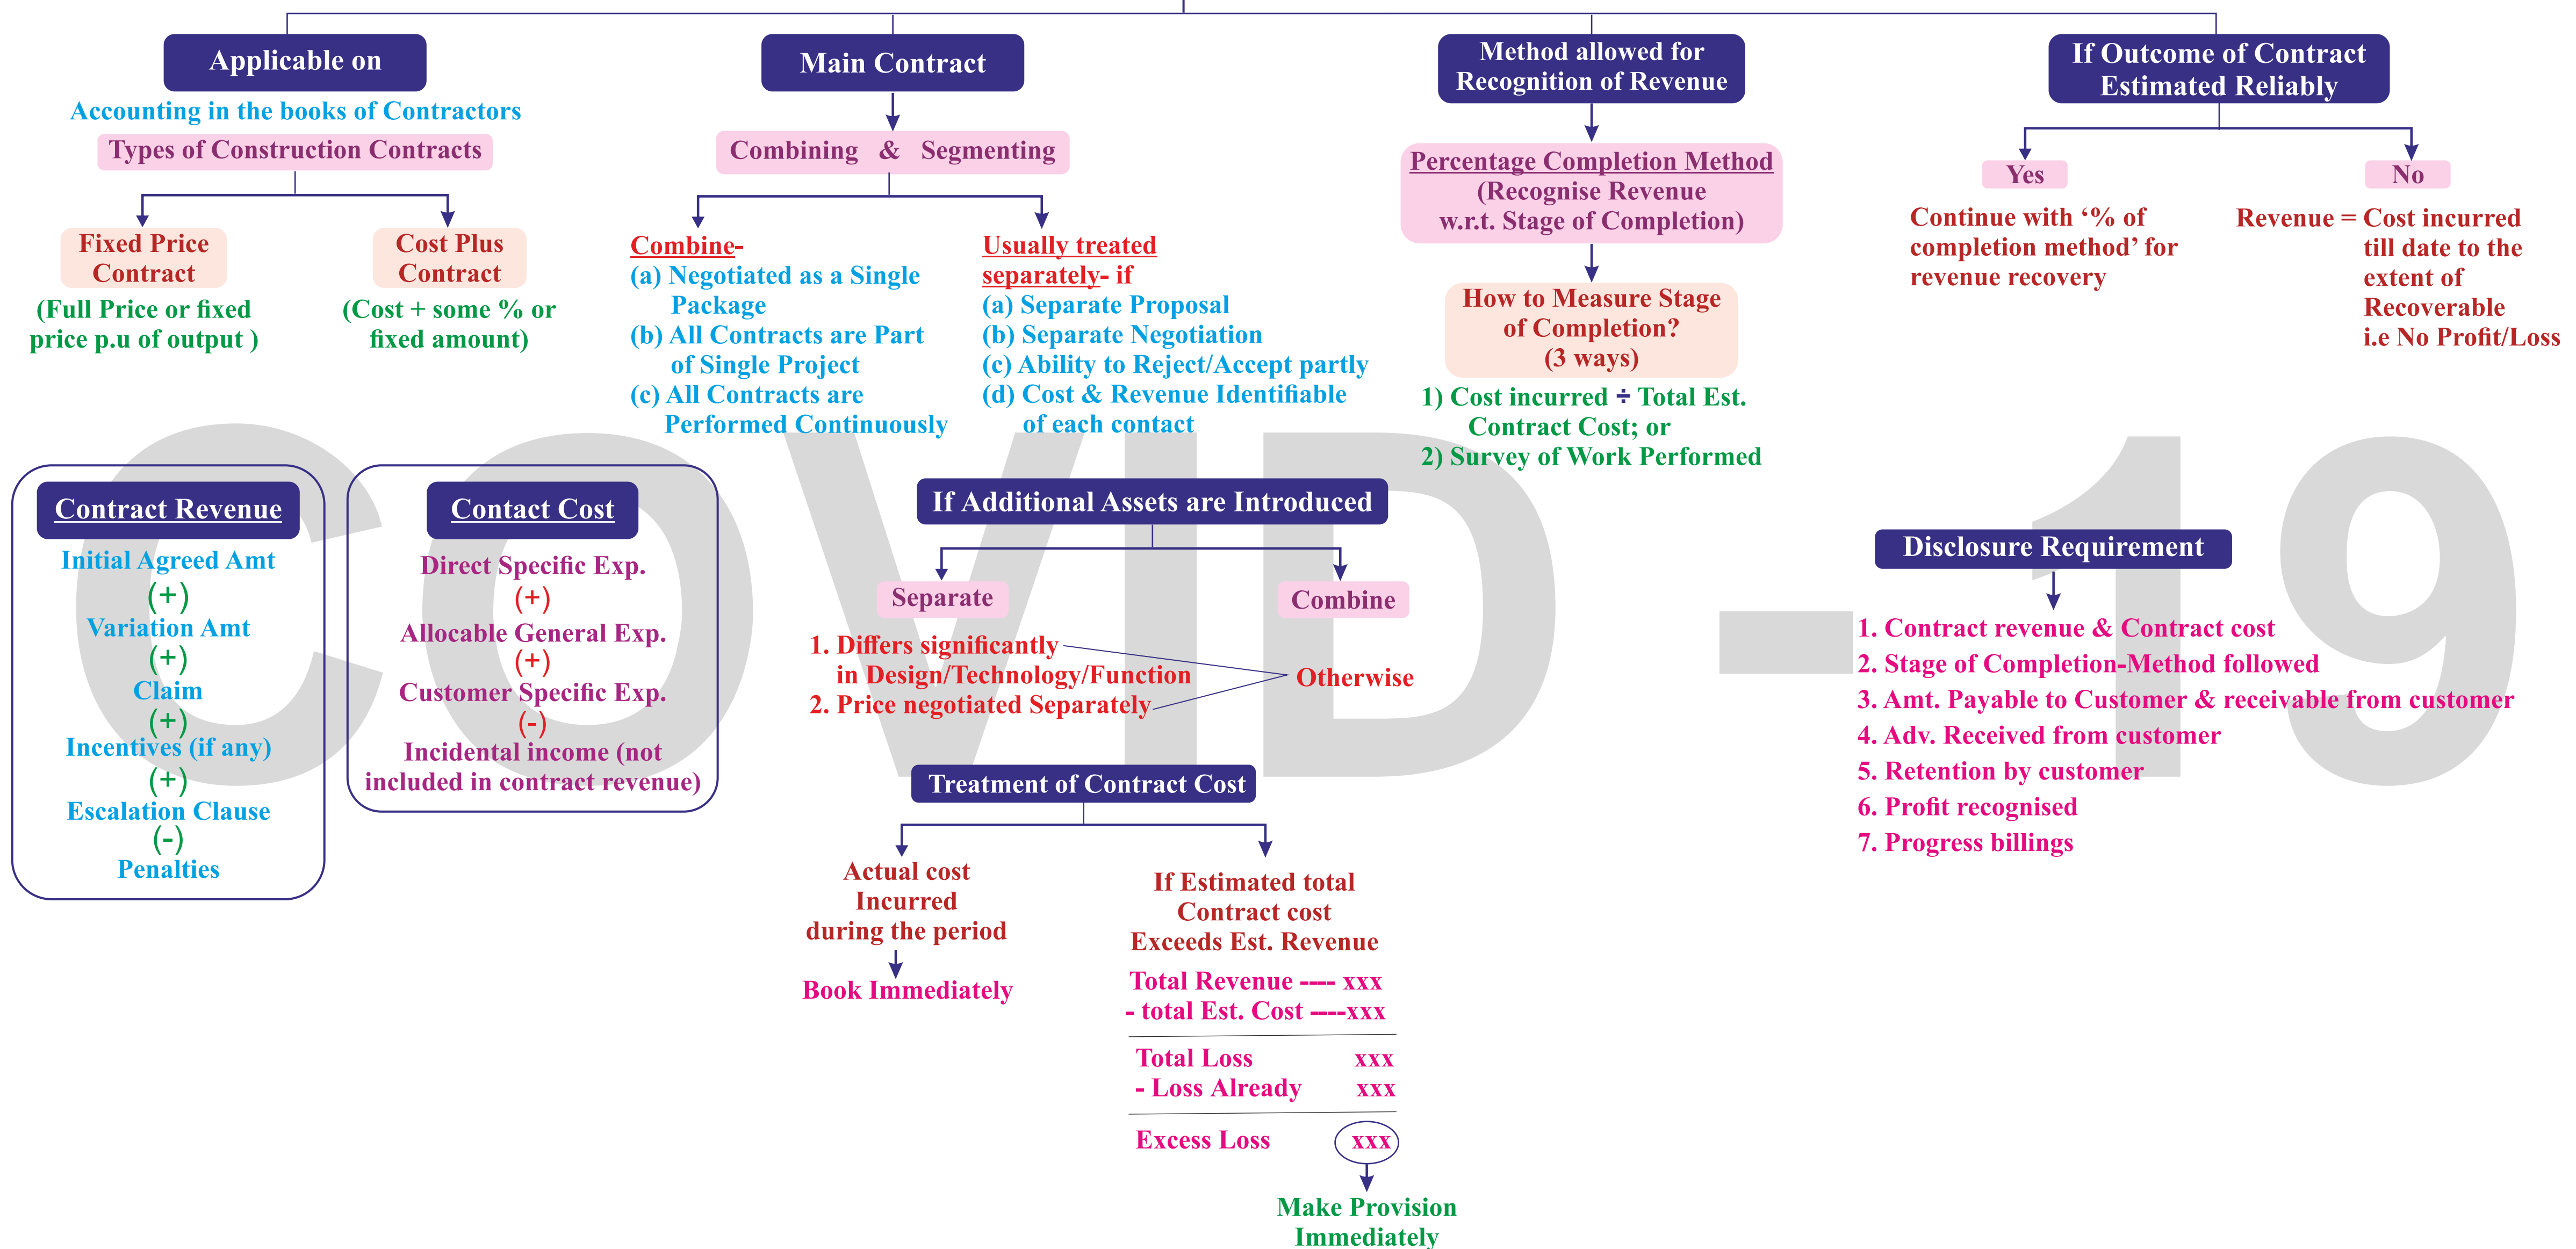 Applicable on
Accounting in the books of Contractors
Types of Construction Contracts
Fixed Price
Contract
(Full Price or fixed
price p.u of output )
Cost Plus
Contract
(Cost + some % or
fixed amount)
Main Contract
Combining & Segmenting
Combine-
(a) Negotiated as a Single
Package
(b) All Contracts are Part
of Single Project
(c) All Contracts are
Performed Continuously
Usually treated
separately- if
(a) Separate Proposal
(b) Separate Negotiation
(c) Ability to Reject/Accept partly
(d) Cost & Revenue Identifiable
of each contact
Method allowed for
Recognition of Revenue
Percentage Completion Method
(Recognise Revenue
w.r.t. Stage of Completion)
How to Measure Stage
of Completion?
(3 ways)
1) Cost incurred ÷ Total Est.
Contract Cost; or
2) Survey of Work Performed
If Outcome of Contract
Estimated Reliably
Yes
Continue with ‘% of
completion method’ for
revenue recovery
No
Revenue = Cost incurred
till date to the
extent of
Recoverable
i.e No Profit/Loss
COVID - 19
Contract Revenue
Initial Agreed Amt
(+)
Variation Amt
(+)
Claim
(+)
Incentives (if any)
(+)
Escalation Clause
(-)
Penalties
Contact Cost
Direct Specific Exp.
(+)
Allocable General Exp.
(+)
Customer Specific Exp.
(-)
Incidental income (not
included in contract revenue)
If Additional Assets are Introduced
Separate
1. Differs significantly
in Design/Technology/Function
2. Price negotiated Separately
Combine
Otherwise
Treatment of Contract Cost
Actual cost
Incurred
during the period
Book Immediately
If Estimated total
Contract cost
Exceeds Est. Revenue
Total Revenue ---- xxx
- total Est. Cost ----xxx
Total Loss xxx
- Loss Already xxx
Excess Loss xxx
Make Provision
Immediately
Disclosure Requirement
1. Contract revenue & Contract cost
2. Stage of Completion-Method followed
3. Amt. Payable to Customer & receivable from customer
4. Adv. Received from customer
5. Retention by customer
6. Profit recognised
7. Progress billings